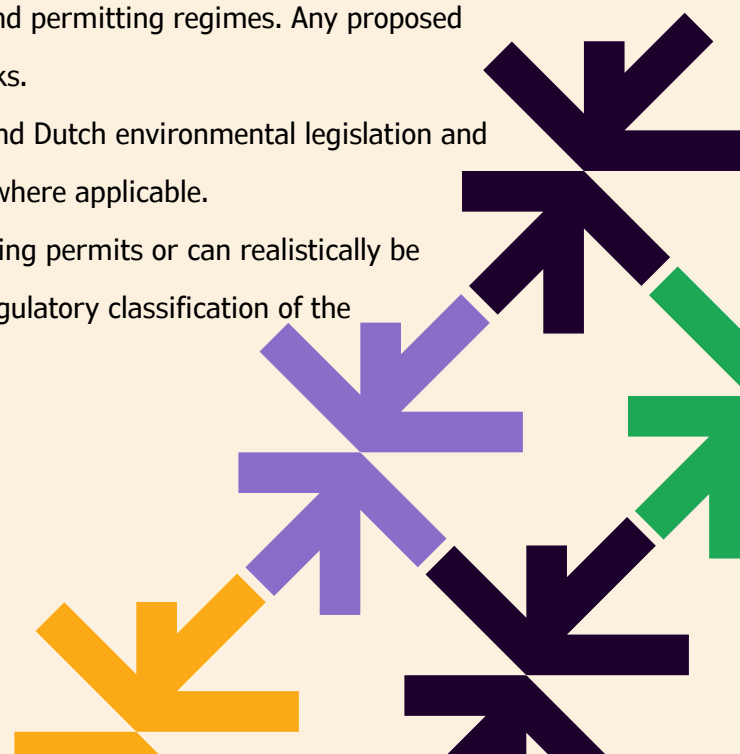 nd permitting regimes. Any proposed
ks.
nd Dutch environmental legislation and
where applicable.
ing permits or can realistically be
gulatory classification of the